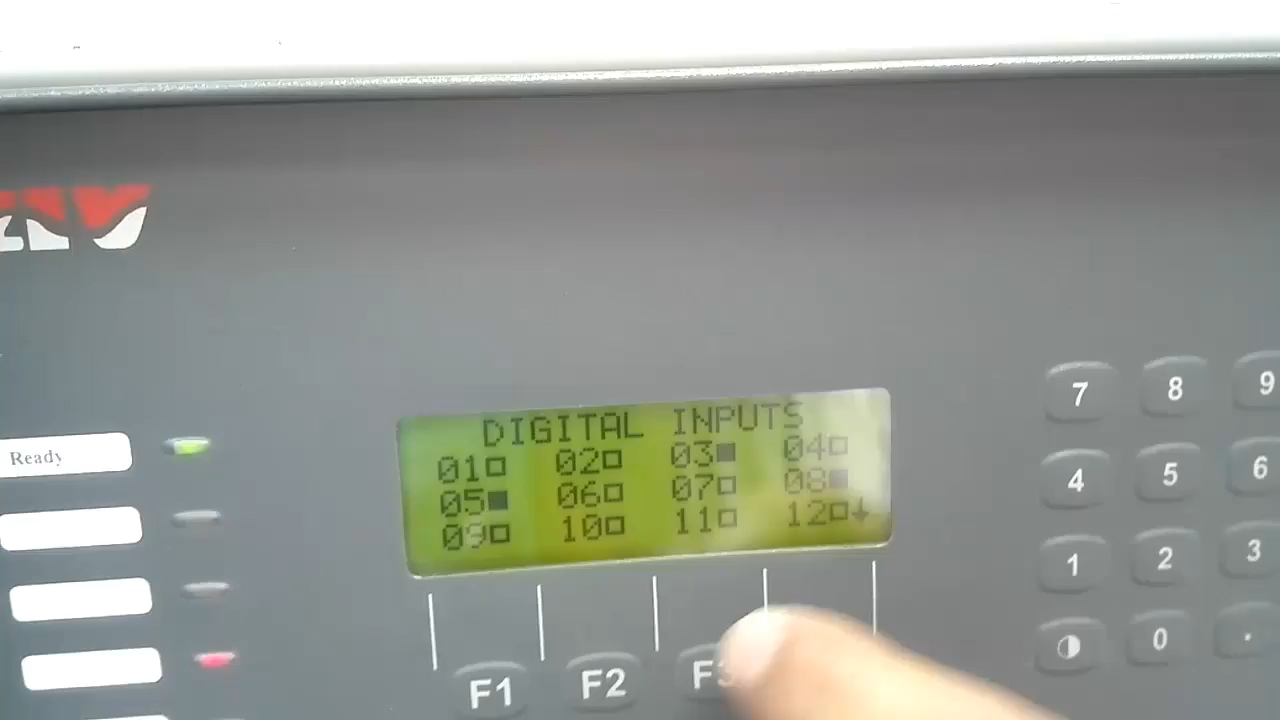 DIGITAL INPUTS
01□ 02□ 03■ 04□
05■ 06□ 07□ 08■
09□ 10□ 11□ 12□↓
Ready
F1 F2 F3
7 8 9
4 5 6
1 2 3
0 .